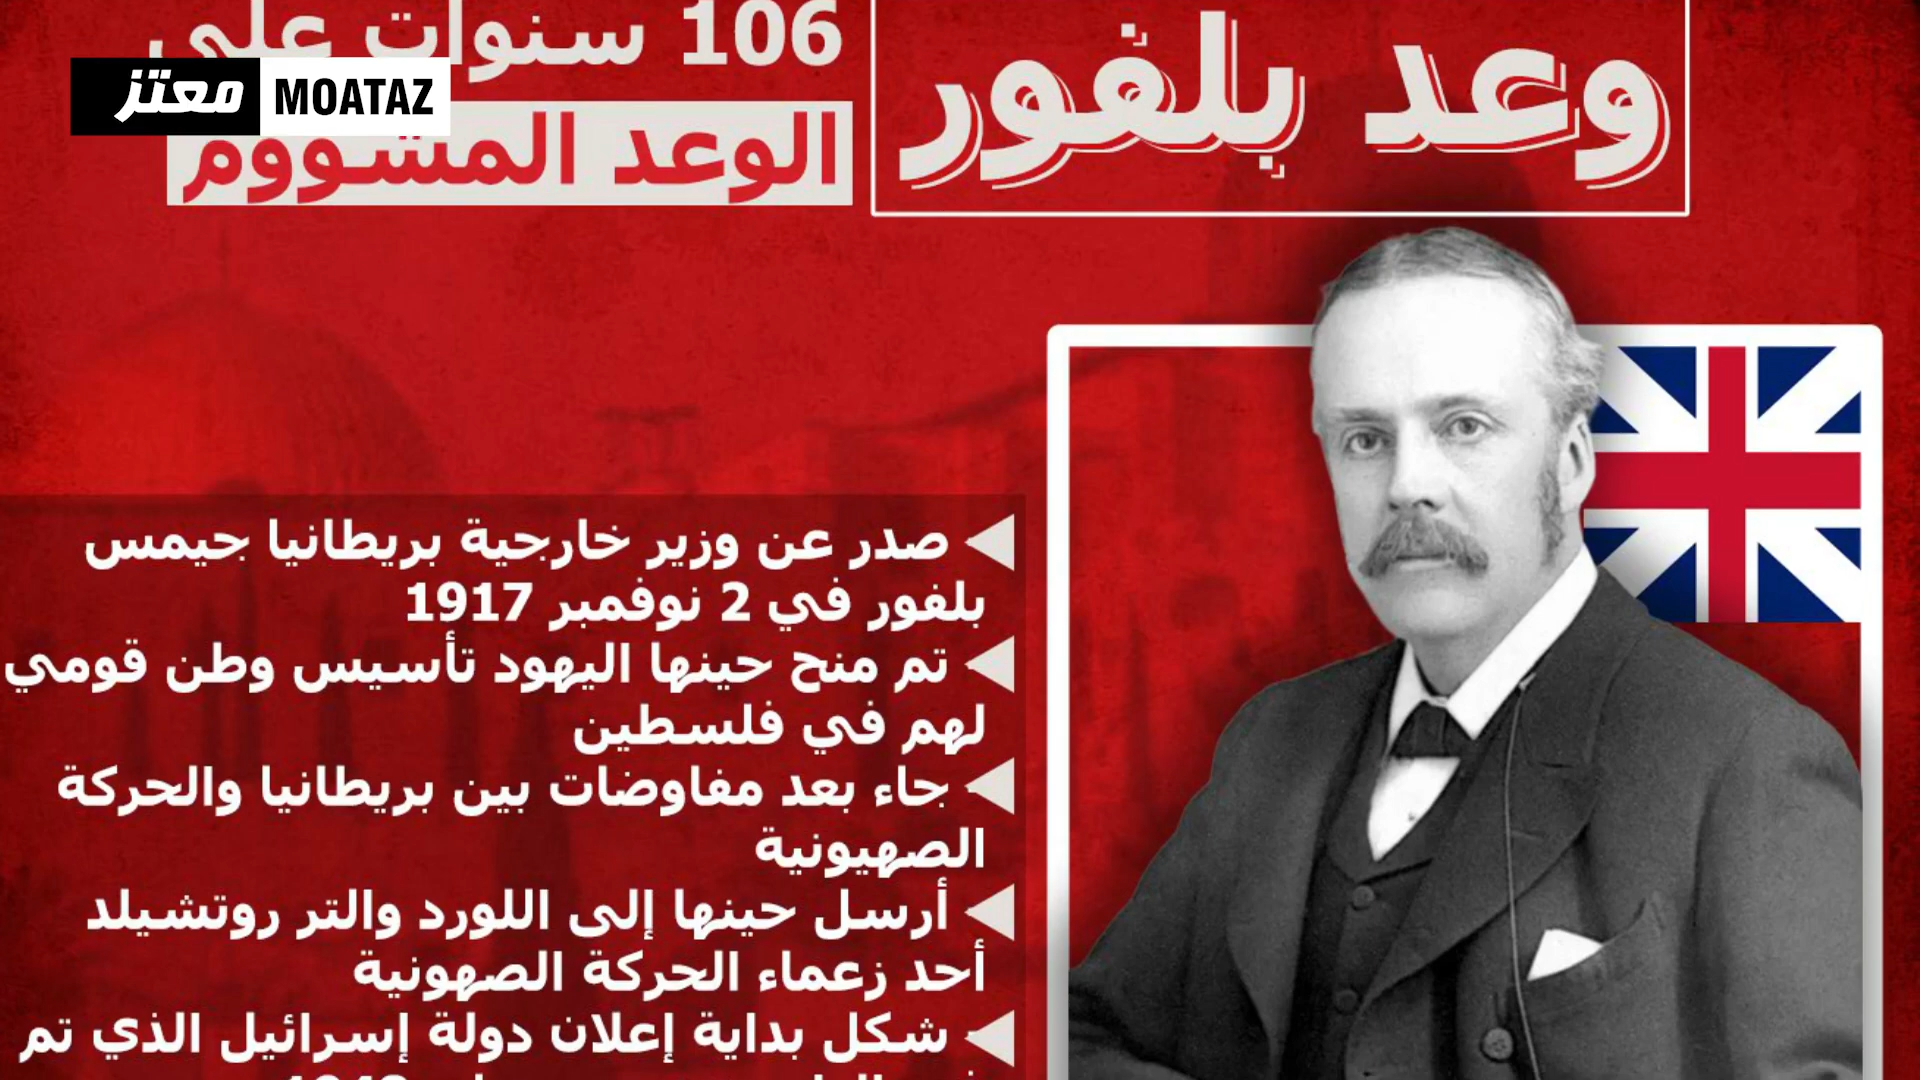 وعد بلفور
106 سنوات على
الوعد المشووم
معتز MOATAZ
صدر عن وزير خارجية بريطانيا جيمس
بلفور في 2 نوفمبر 1917
تم منح حينها اليهود تأسيس وطن قومي
لهم في فلسطين
جاء بعد مفاوضات بين بريطانيا والحركة
الصهيونية
أرسل حينها إلى اللورد والتر روتشيلد
أحد زعماء الحركة الصهونية
شكل بداية إعلان دولة إسرائيل الذي تم